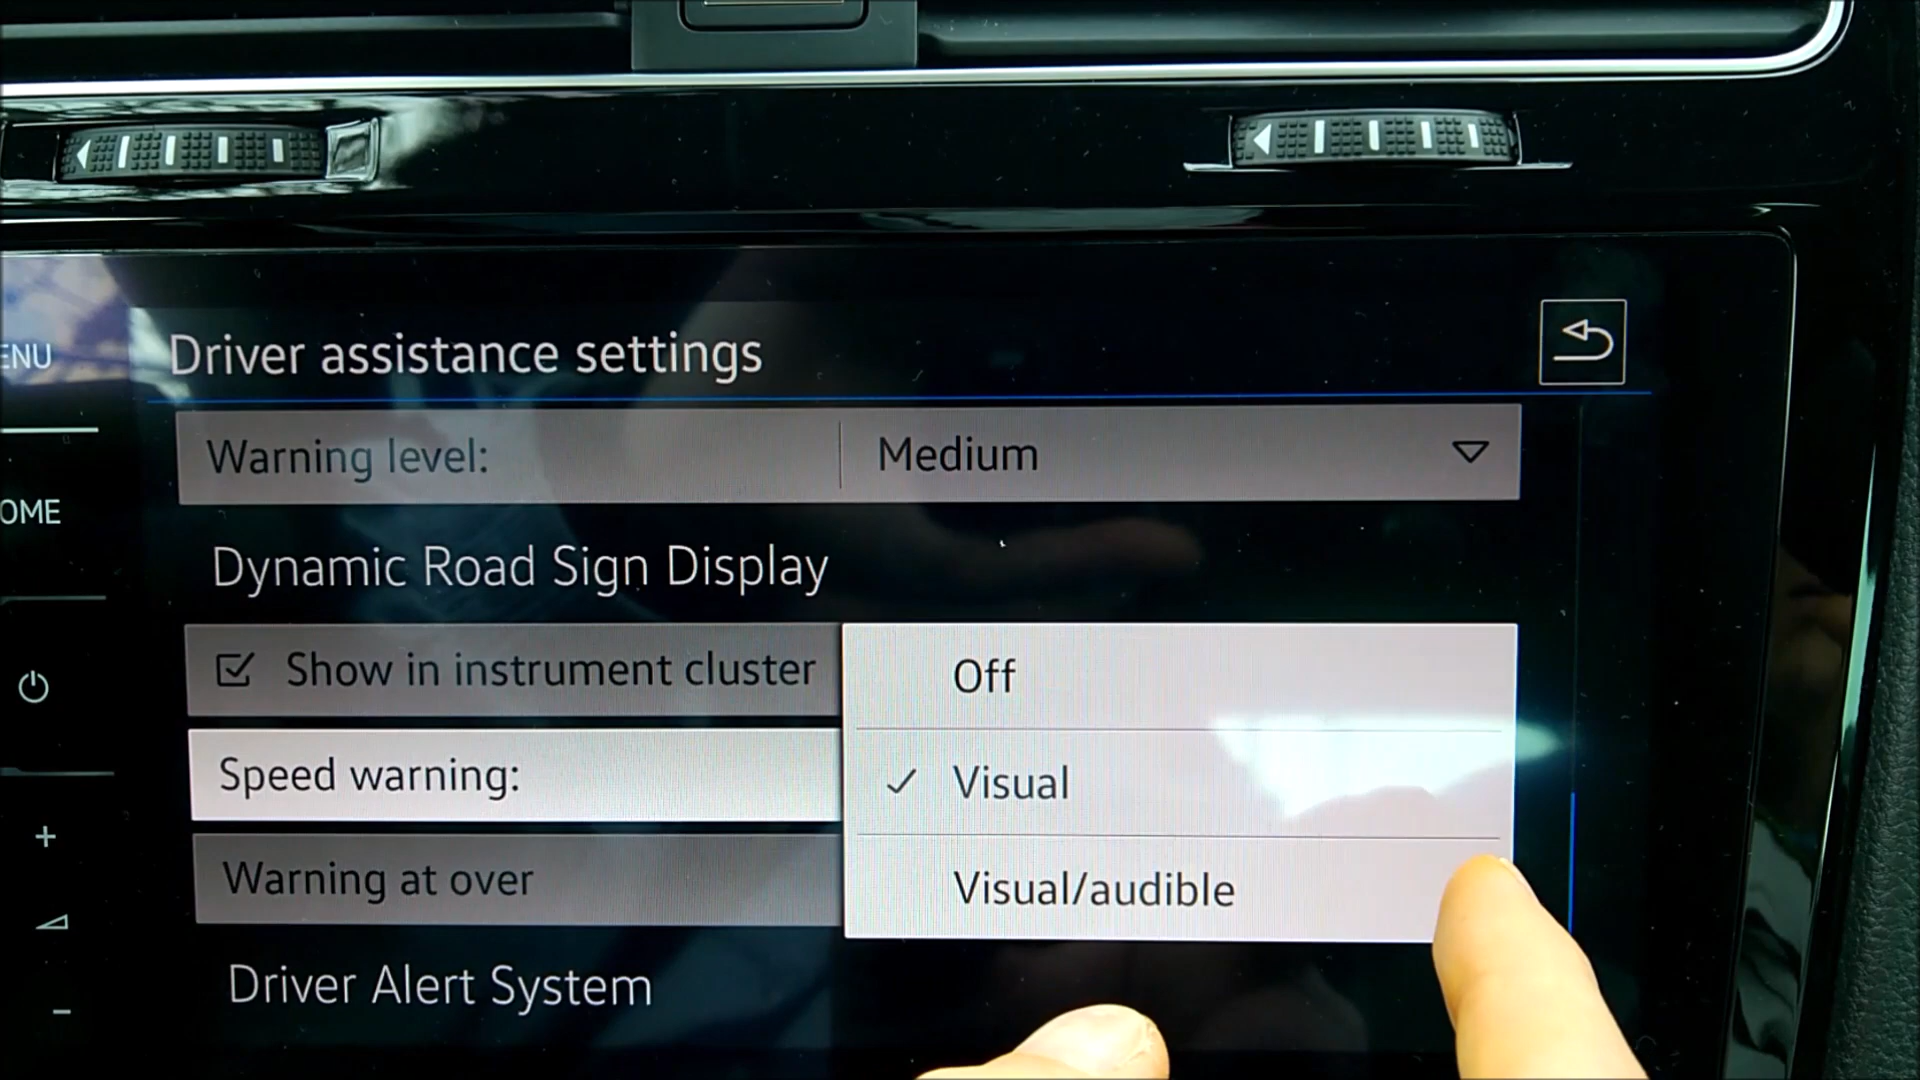 Driver assistance settings
Warning level: Medium
Dynamic Road Sign Display
Show in instrument cluster
Off
Speed warning:
Visual
Warning at over
Visual/audible
Driver Alert System
ENU
OME
+
-